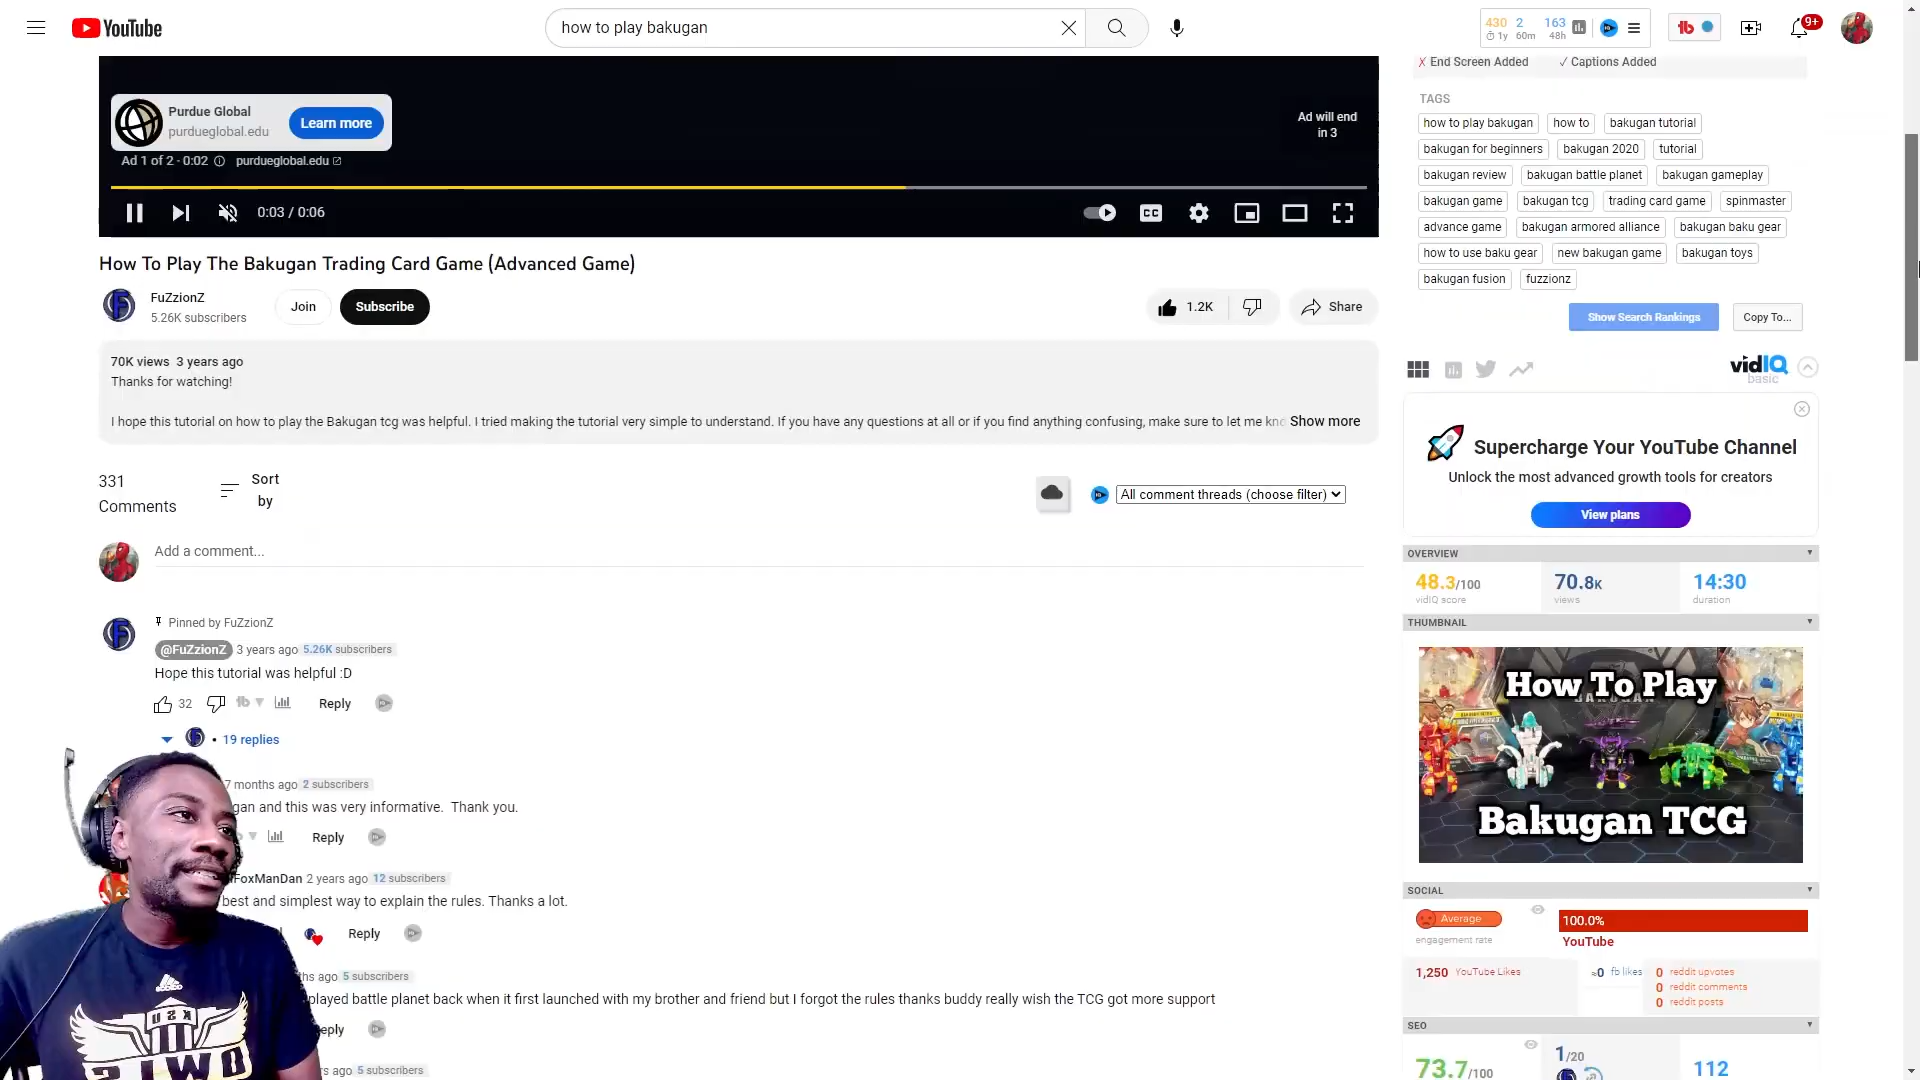 YouTube
how to play bakugan
430 2 163
1y 60m 48h
9+
Purdue Global
purdueglobal.edu
Learn more
Ad will end
in 3
Ad 1 of 2 · 0:02 purdueglobal.edu
0:03 / 0:06
CC
How To Play The Bakugan Trading Card Game (Advanced Game)
FuZzionZ
5.26K subscribers
Join
Subscribe
1.2K
Share
70K views 3 years ago
Thanks for watching!
I hope this tutorial on how to play the Bakugan tcg was helpful. I tried making the tutorial very simple to understand. If you have any questions at all or if you find anything confusing, make sure to let me kno Show more
331
Comments
Sort
by
All comment threads (choose filter)
Add a comment...
Pinned by FuZzionZ
@FuZzionZ 3 years ago 5.26K subscribers
Hope this tutorial was helpful :D
32 Reply
19 replies
7 months ago 2 subscribers
gan and this was very informative. Thank you.
Reply
FoxManDan 2 years ago 12 subscribers
best and simplest way to explain the rules. Thanks a lot.
Reply
ths ago 5 subscribers
played battle planet back when it first launched with my brother and friend but I forgot the rules thanks buddy really wish the TCG got more support
eply
rs ago 5 subscribers
✗ End Screen Added ✓ Captions Added
TAGS
how to play bakugan how to bakugan tutorial
bakugan for beginners bakugan 2020 tutorial
bakugan review bakugan battle planet bakugan gameplay
bakugan game bakugan tcg trading card game spinmaster
advance game bakugan armored alliance bakugan baku gear
how to use baku gear new bakugan game bakugan toys
bakugan fusion fuzzionz
Show Search Rankings Copy To...
vidIQ
basic
Supercharge Your YouTube Channel
Unlock the most advanced growth tools for creators
View plans
OVERVIEW
48.3/100 70.8K 14:30
vidIQ score views duration
THUMBNAIL
How To Play
Bakugan TCG
SOCIAL
Average 100.0%
engagement rate YouTube
1,250 YouTube Likes ≈0 fb likes 0 reddit upvotes
0 reddit comments
0 reddit posts
SEO
73.7/100 1/20 112